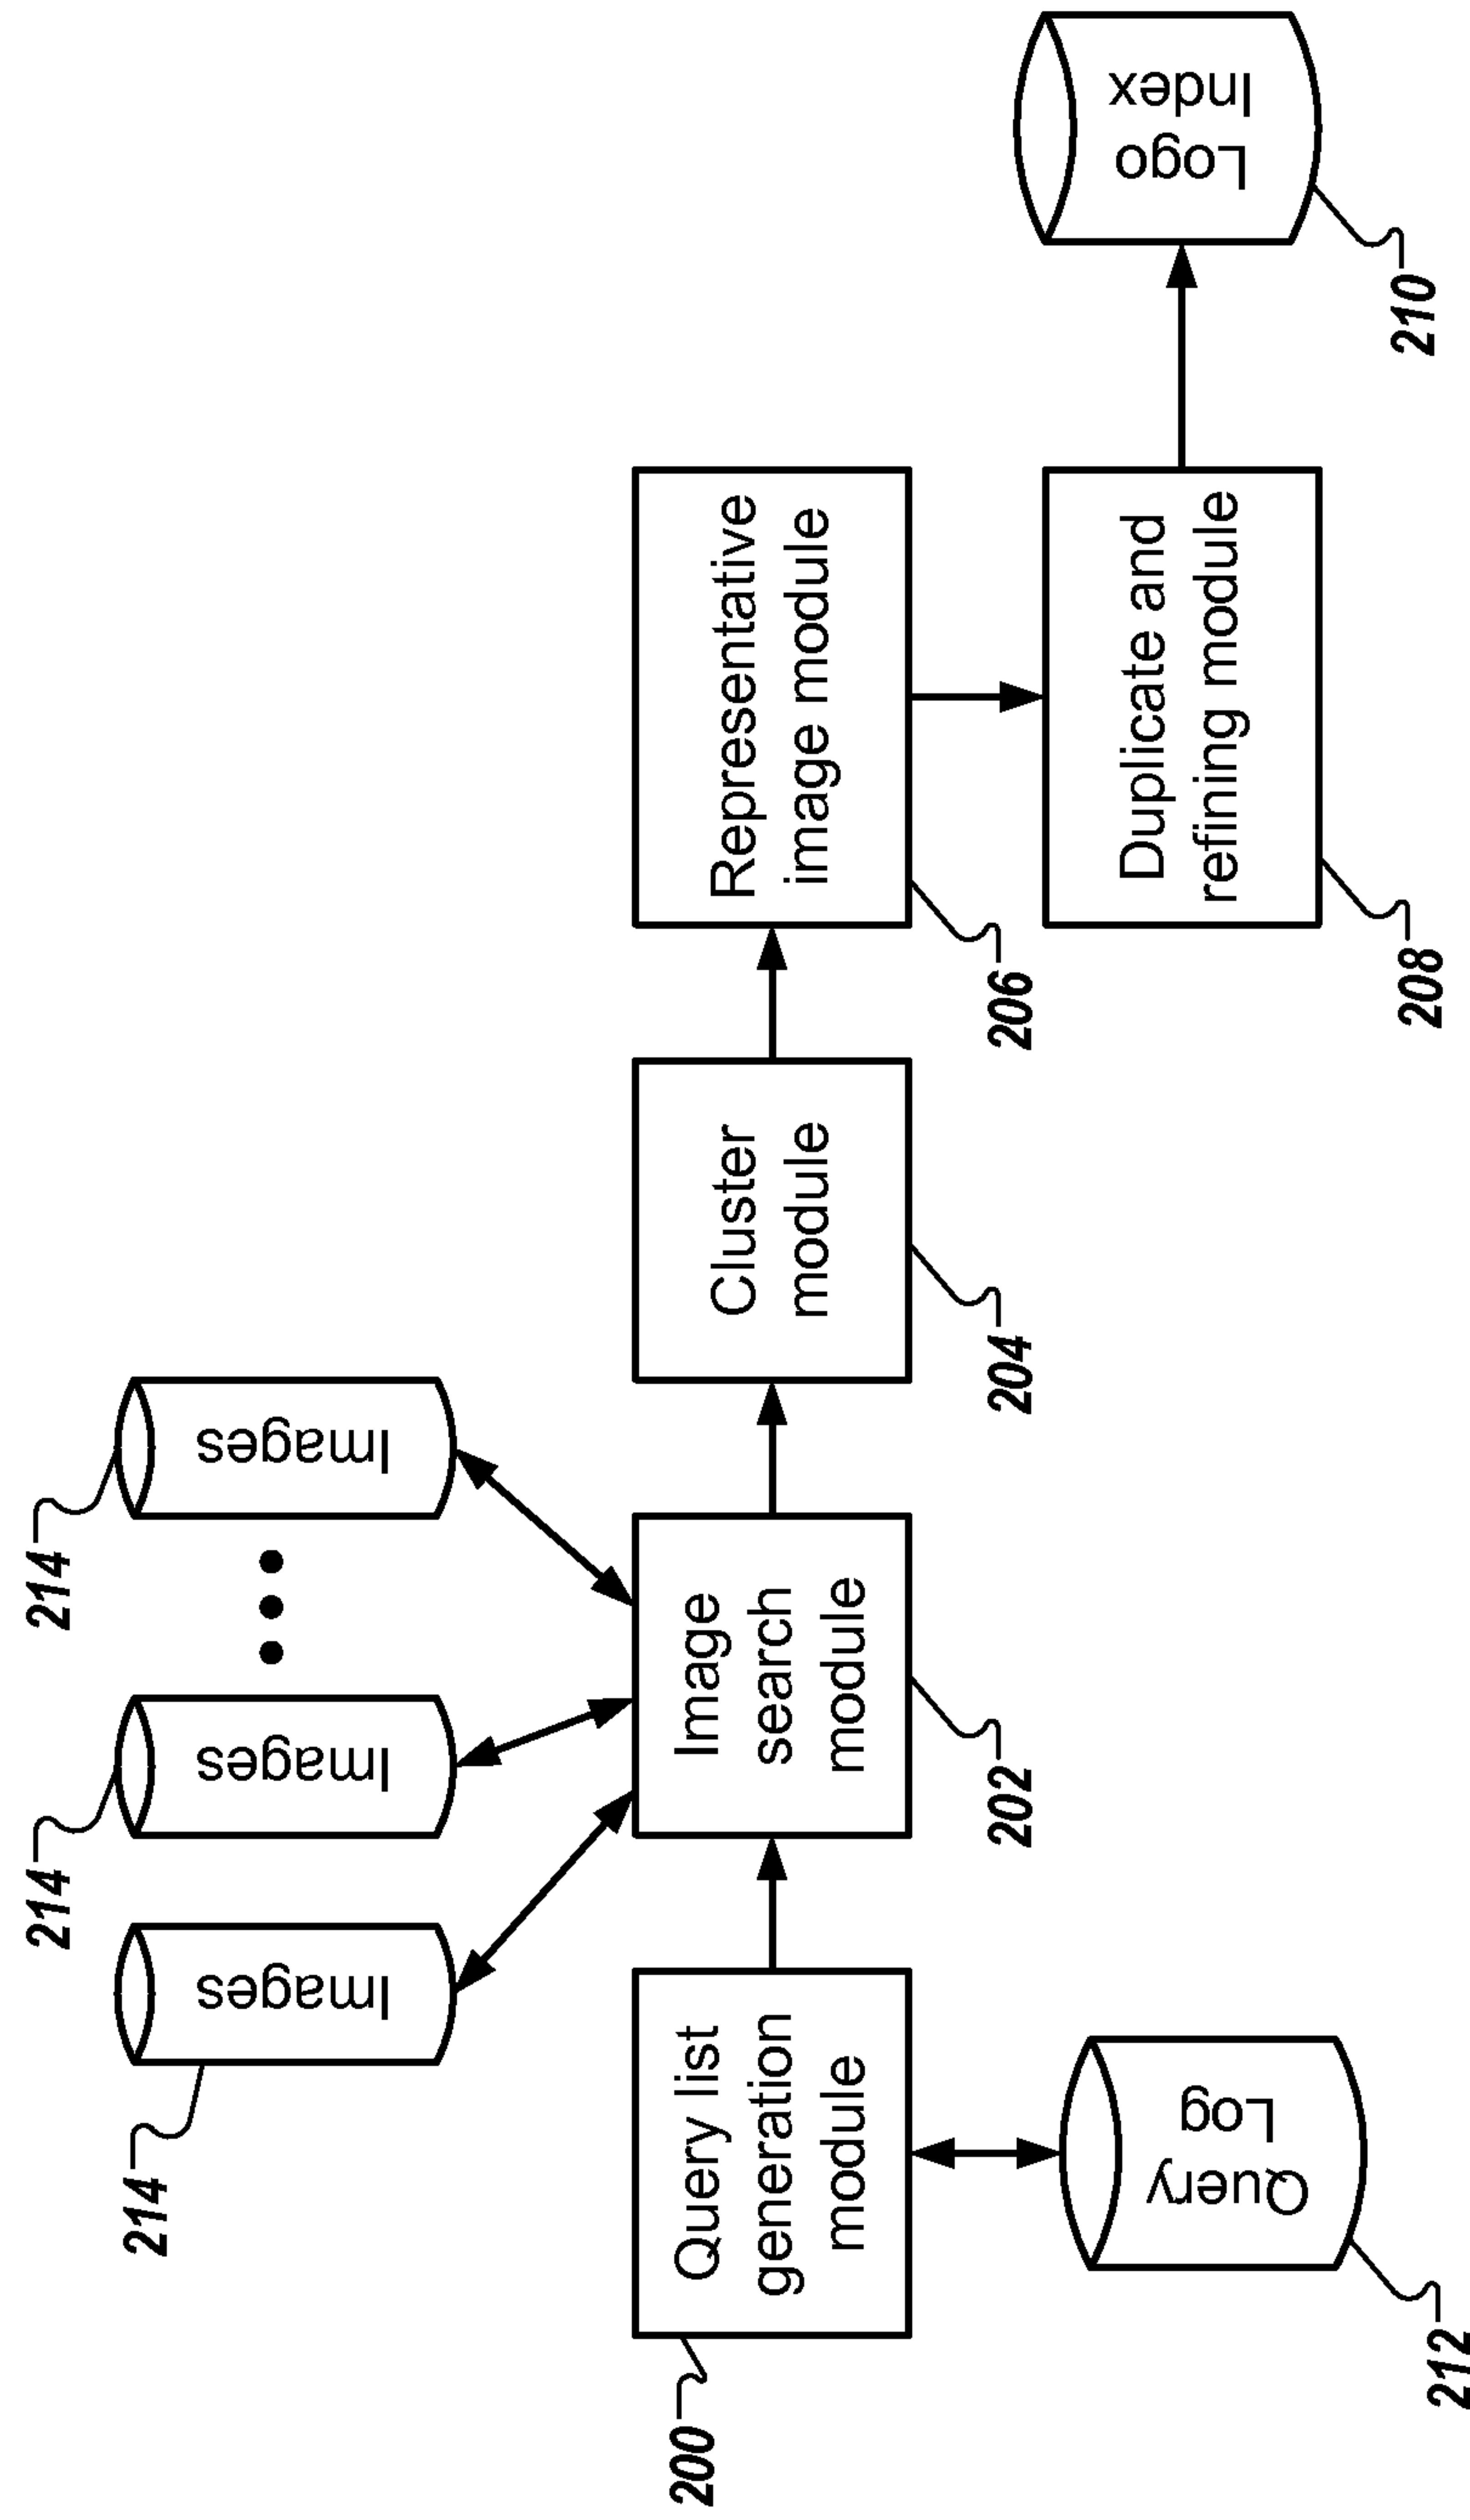 214
Images
214
Images
214
Images
200
Query list
generation
module
Image
search
module
202
Cluster
module
204
Representative
image module
206
Query
Log
212
Duplicate and
refining module
208
Logo
Index
210